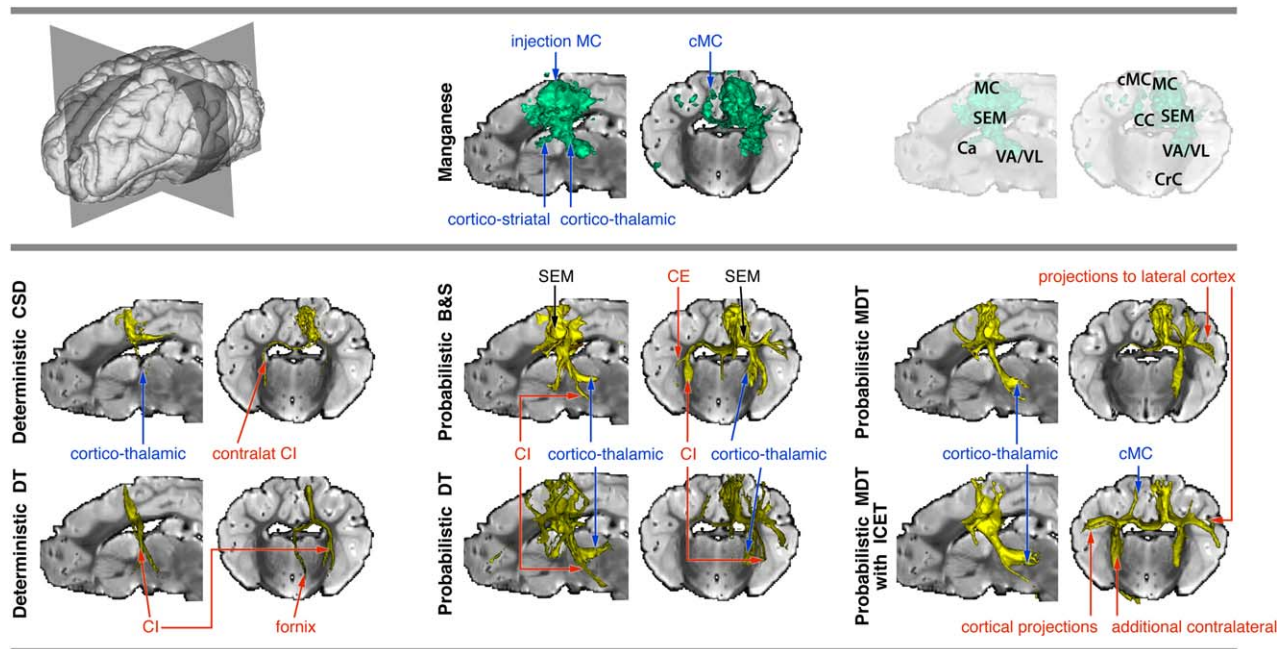 injection MC
cMC
Manganese
cortico-striatal
cortico-thalamic
MC
SEM
Ca
VA/VL
cMC
MC
CC
SEM
VA/VL
CrC
Deterministic CSD
cortico-thalamic
contralat CI
Probabilistic B&S
SEM
CE
SEM
CI
cortico-thalamic
CI
cortico-thalamic
Probabilistic MDT
projections to lateral cortex
cortico-thalamic
cMC
Deterministic DT
CI
fornix
Probabilistic DT
Probabilistic MDT
with ICET
cortical projections
additional contralateral